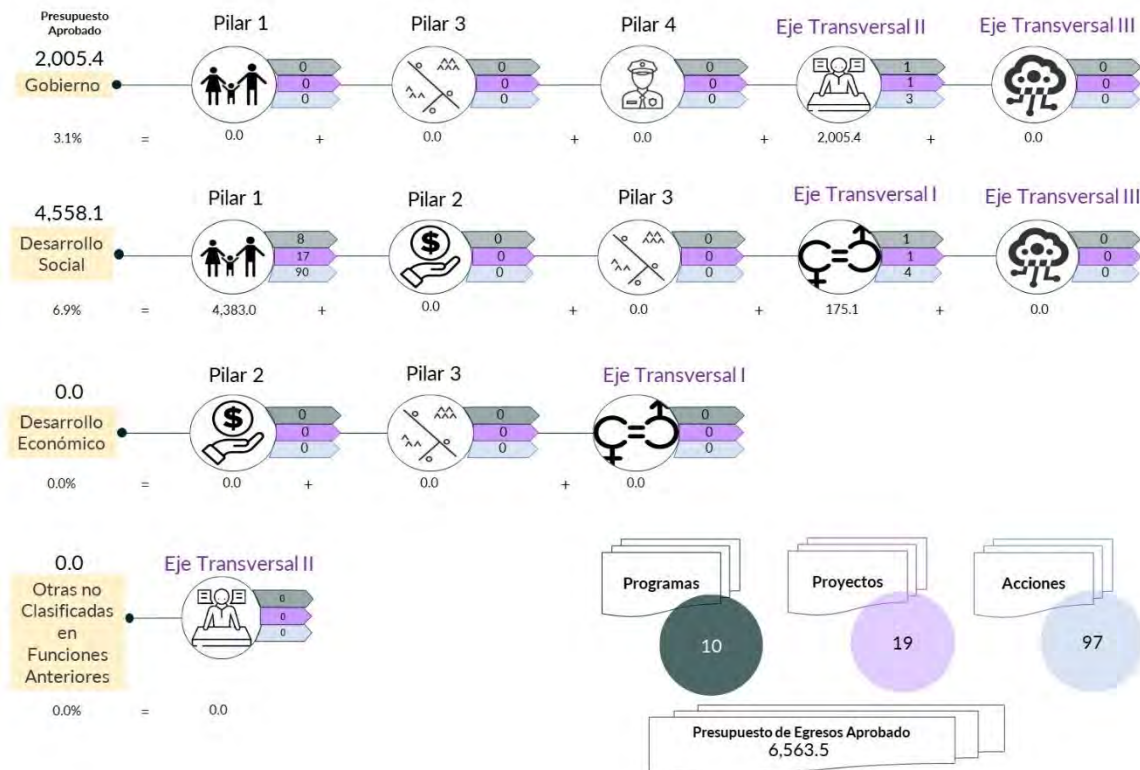 Presupuesto
Aprobado
2,005.4
Gobierno
3.1%
=
Pilar 1
0
0
0
0.0
+
Pilar 3
0
0
0
0.0
+
Pilar 4
0
0
0
0.0
+
Eje Transversal II
1
1
3
2,005.4
+
Eje Transversal III
0
0
0
0.0
4,558.1
Desarrollo
Social
6.9%
=
Pilar 1
8
17
90
4,383.0
+
Pilar 2
$
0
0
0
0.0
+
Pilar 3
0
0
0
0.0
+
Eje Transversal I
1
1
4
175.1
+
Eje Transversal III
0
0
0
0.0
0.0
Desarrollo
Económico
0.0%
=
Pilar 2
$
0
0
0
0.0
+
Pilar 3
0
0
0
0.0
+
Eje Transversal I
0
0
0
0.0
0.0
Otras no
Clasificadas
en
Funciones
Anteriores
0.0%
=
Eje Transversal II
0
0
0
0.0
Programas
10
Proyectos
19
Acciones
97
Presupuesto de Egresos Aprobado
6,563.5